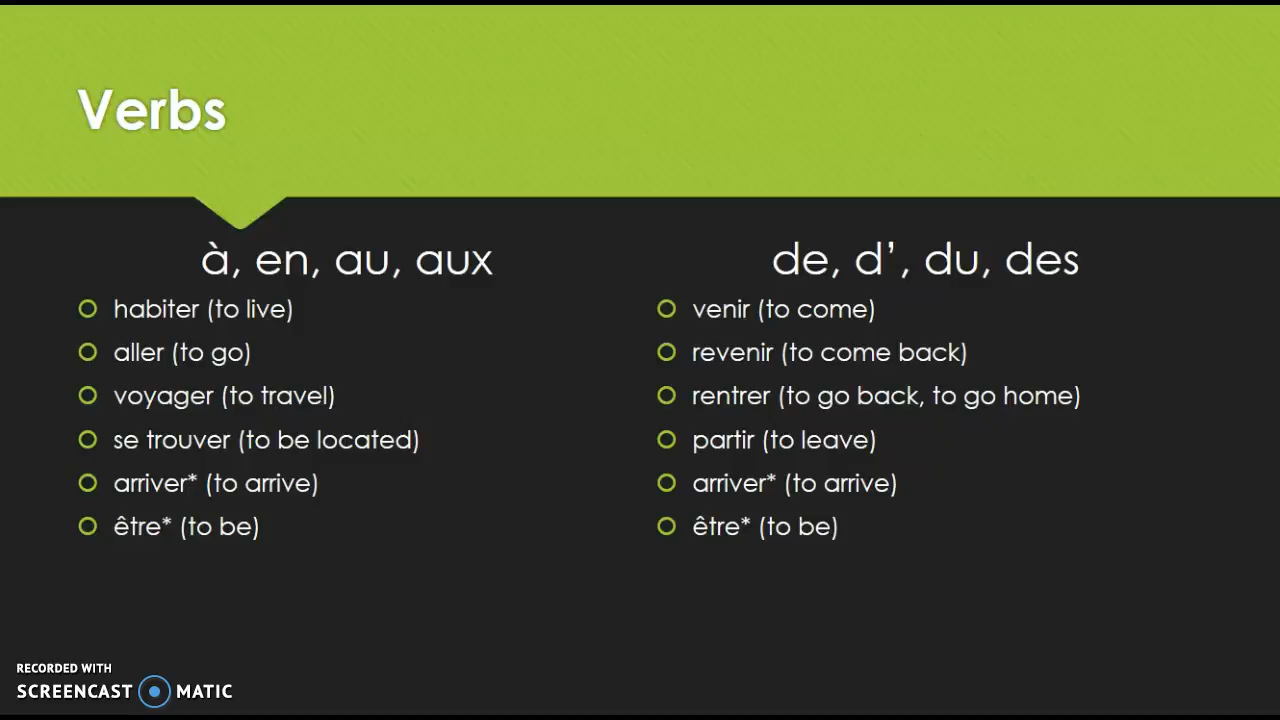 Verbs
à, en, au, aux
habiter (to live)
aller (to go)
voyager (to travel)
se trouver (to be located)
arriver* (to arrive)
être* (to be)
de, d’, du, des
venir (to come)
revenir (to come back)
rentrer (to go back, to go home)
partir (to leave)
arriver* (to arrive)
être* (to be)
RECORDED WITH
SCREENCAST MATIC